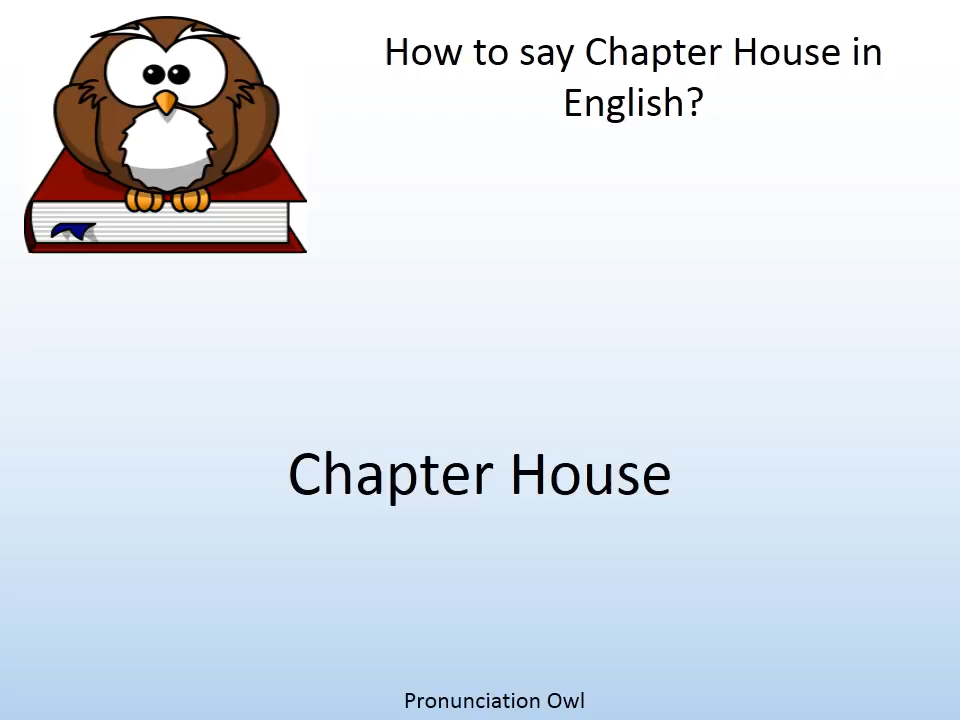 How to say Chapter House in
English?
Chapter House
Pronunciation Owl